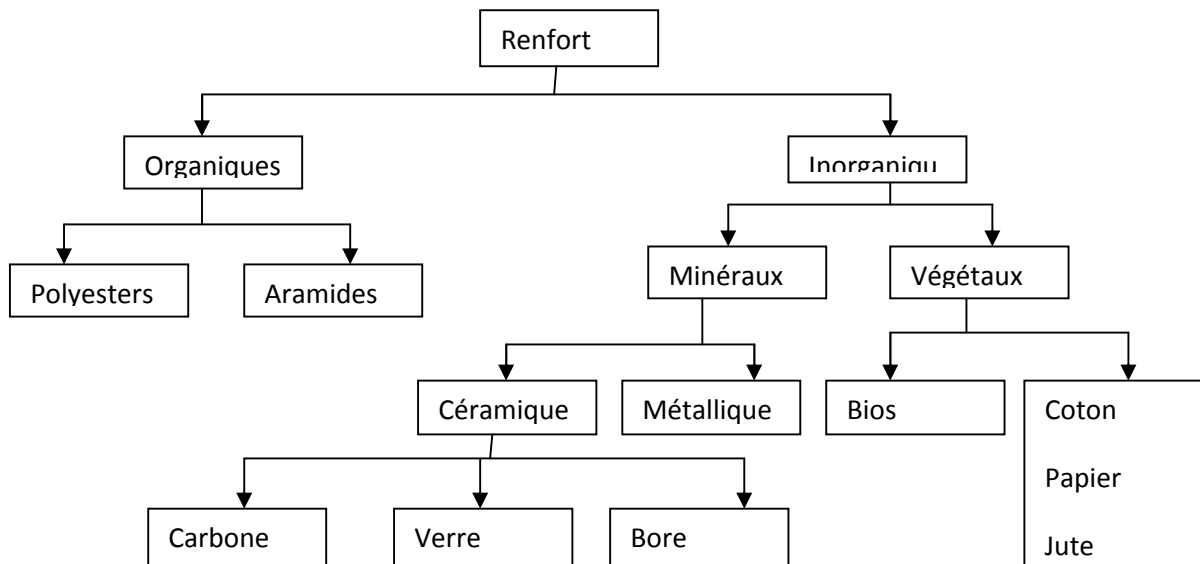 Renfort
Organiques
Inorganiqu
Polyesters
Aramides
Minéraux
Végétaux
Céramique
Métallique
Bios
Coton
Papier
Jute
Carbone
Verre
Bore